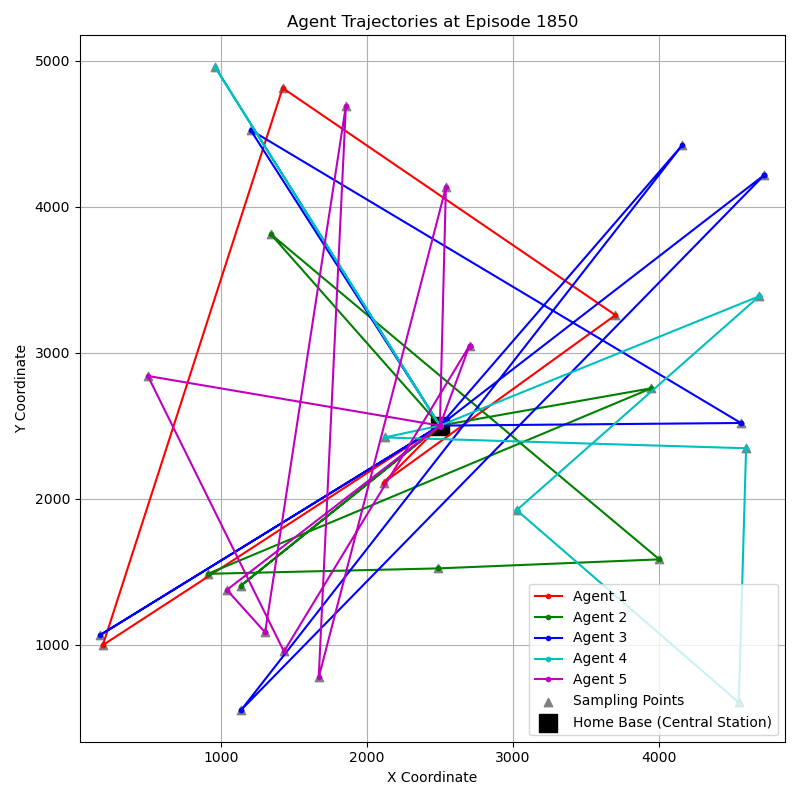 Agent Trajectories at Episode 1850
Y Coordinate
5000
4000
3000
2000
1000
1000 2000 3000 4000
X Coordinate
Agent 1
Agent 2
Agent 3
Agent 4
Agent 5
Sampling Points
Home Base (Central Station)